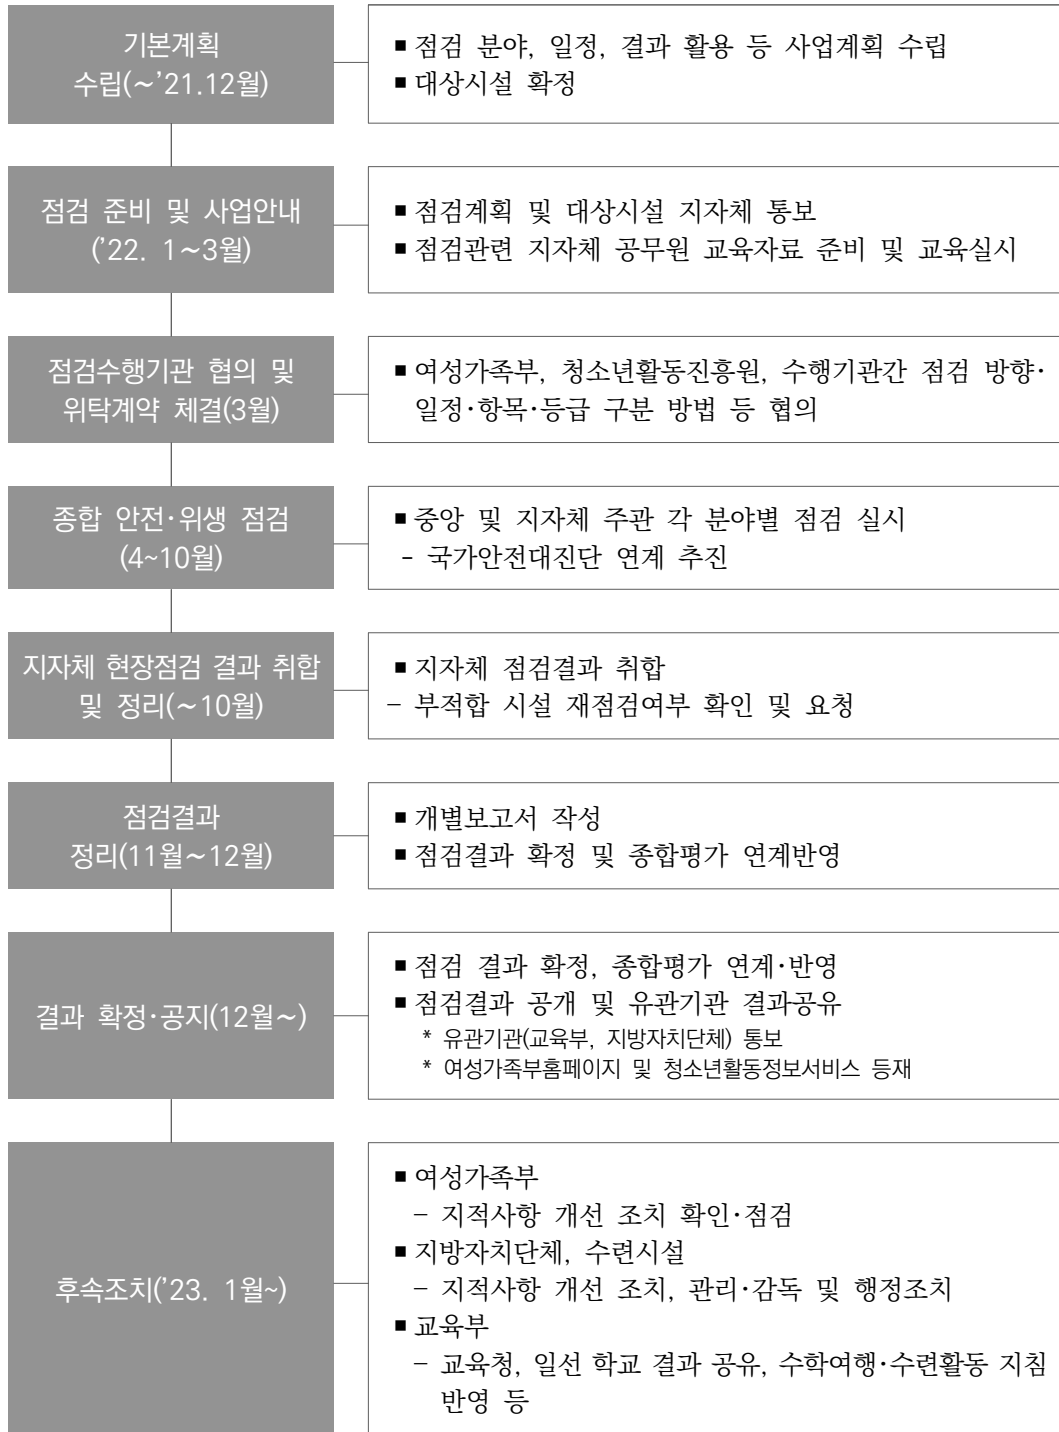 기본계획
수립(~’21.12월)
■ 점검 분야, 일정, 결과 활용 등 사업계획 수립
■ 대상시설 확정
점검 준비 및 사업안내
(’22. 1~3월)
■ 점검계획 및 대상시설 지자체 통보
■ 점검관련 지자체 공무원 교육자료 준비 및 교육실시
점검수행기관 협의 및
위탁계약 체결(3월)
■ 여성가족부, 청소년활동진흥원, 수행기관간 점검 방향·
일정·항목·등급 구분 방법 등 협의
종합 안전·위생 점검
(4~10월)
■ 중앙 및 지자체 주관 각 분야별 점검 실시
- 국가안전대진단 연계 추진
지자체 현장점검 결과 취합
및 정리(~10월)
■ 지자체 점검결과 취합
- 부적합 시설 재점검여부 확인 및 요청
점검결과
정리(11월~12월)
■ 개별보고서 작성
■ 점검결과 확정 및 종합평가 연계반영
결과 확정·공지(12월~)
■ 점검 결과 확정, 종합평가 연계·반영
■ 점검결과 공개 및 유관기관 결과공유
* 유관기관(교육부, 지방자치단체) 통보
* 여성가족부홈페이지 및 청소년활동정보서비스 등재
후속조치(’23. 1월~)
■ 여성가족부
- 지적사항 개선 조치 확인·점검
■ 지방자치단체, 수련시설
- 지적사항 개선 조치, 관리·감독 및 행정조치
■ 교육부
- 교육청, 일선 학교 결과 공유, 수학여행·수련활동 지침
반영 등